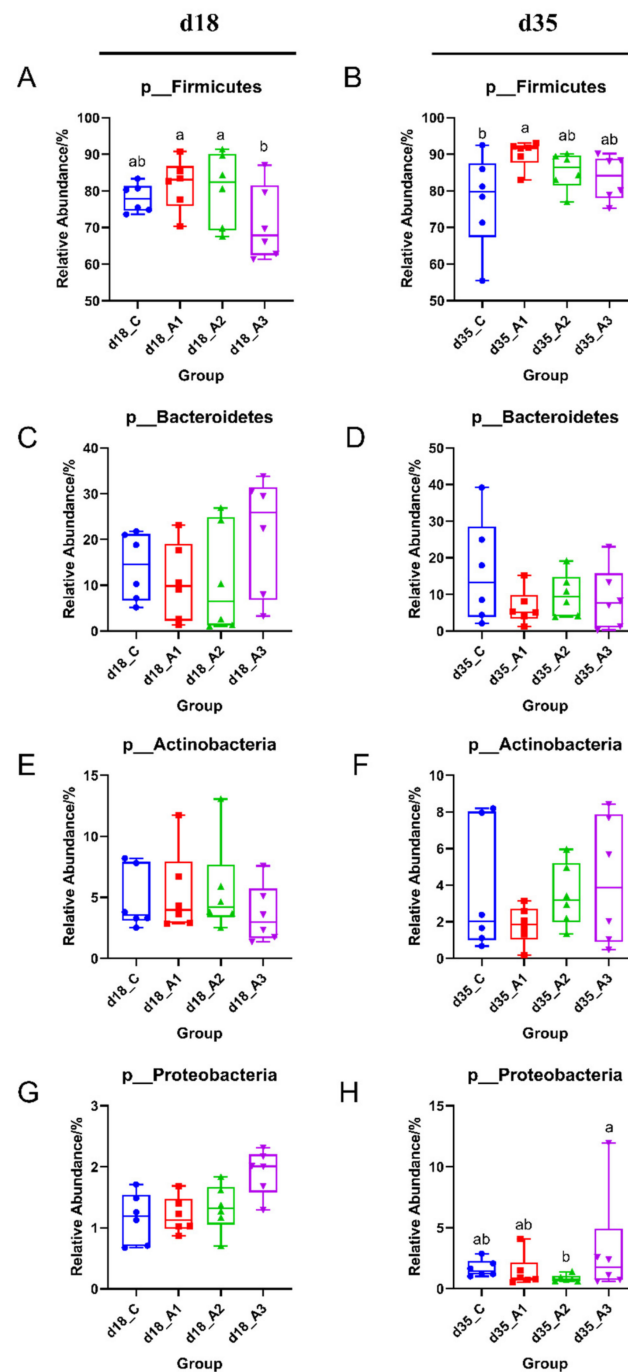 d18
d35
A
p__Firmicutes
Relative Abundance/%
100
90
80
70
60
50
ab
a
a
b
d18_C
d18_A1
d18_A2
d18_A3
Group
B
p__Firmicutes
Relative Abundance/%
100
90
80
70
60
50
b
a
ab
ab
d35_C
d35_A1
d35_A2
d35_A3
Group
C
p__Bacteroidetes
Relative Abundance/%
40
30
20
10
0
d18_C
d18_A1
d18_A2
d18_A3
Group
D
p__Bacteroidetes
Relative Abundance/%
50
40
30
20
10
0
d35_C
d35_A1
d35_A2
d35_A3
Group
E
p__Actinobacteria
Relative Abundance/%
15
10
5
0
d18_C
d18_A1
d18_A2
d18_A3
Group
F
p__Actinobacteria
Relative Abundance/%
8
6
4
2
0
d35_C
d35_A1
d35_A2
d35_A3
Group
G
p__Proteobacteria
Relative Abundance/%
3
2
1
0
d18_C
d18_A1
d18_A2
d18_A3
Group
H
p__Proteobacteria
Relative Abundance/%
15
10
5
0
ab
ab
b
a
d35_C
d35_A1
d35_A2
d35_A3
Group